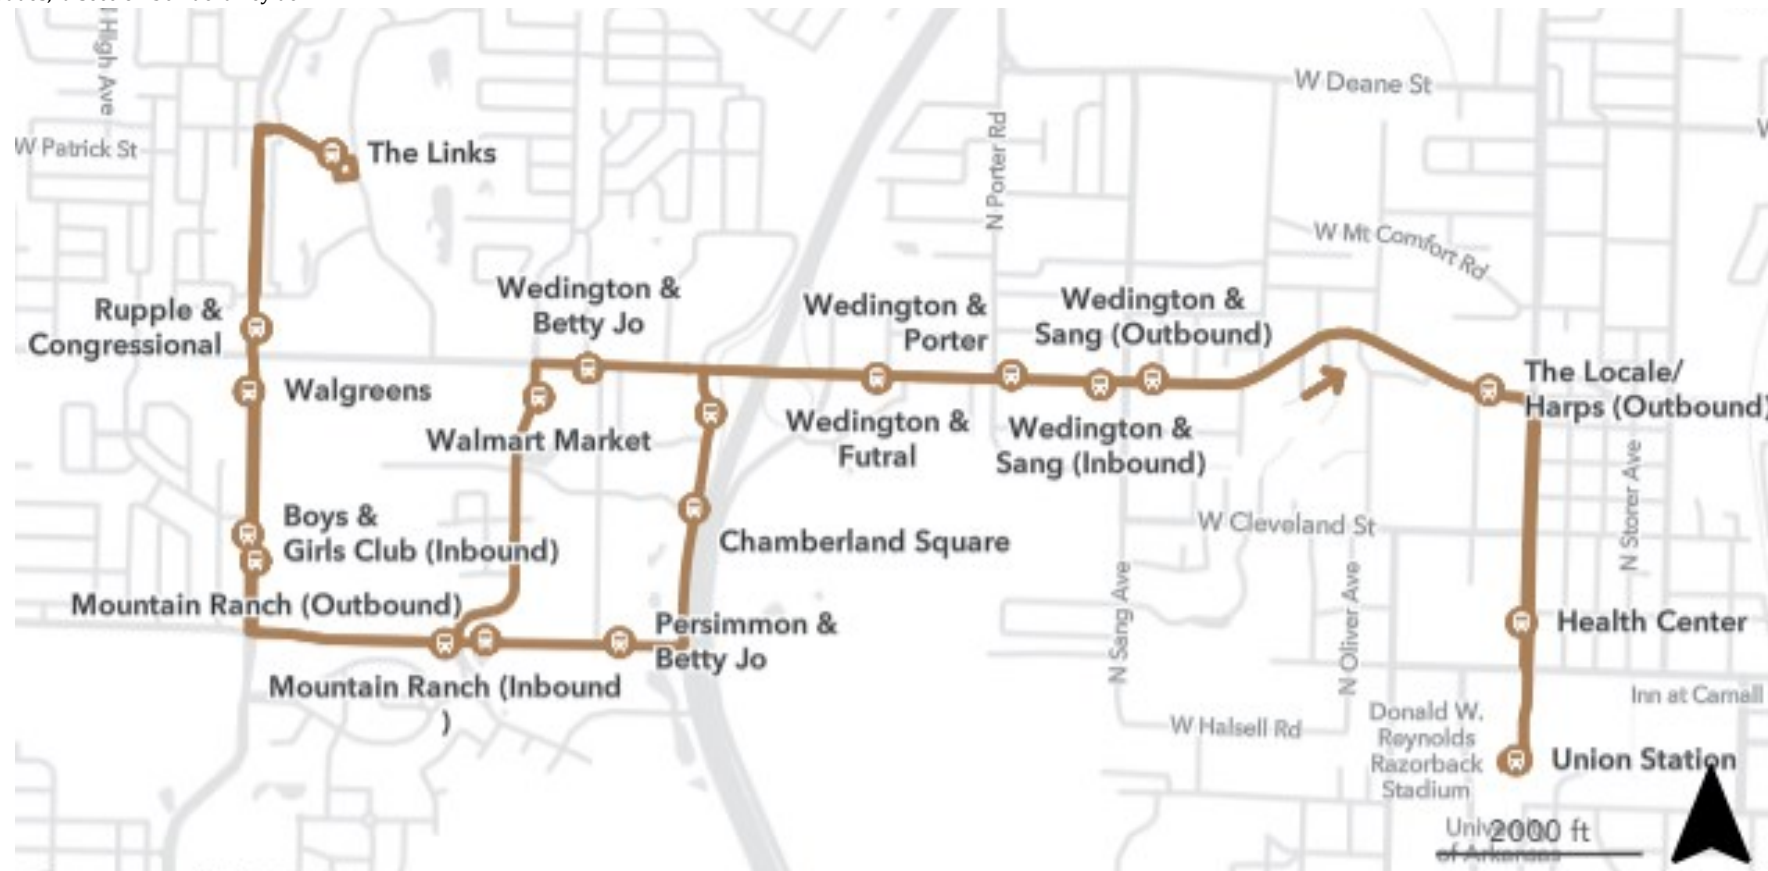 N High Ave
W Deane St
W Patrick St
The Links
N Porter Rd
W Mt Comfort Rd
Rupple &
Congressional
Wedington &
Betty Jo
Wedington &
Porter
Wedington &
Sang (Outbound)
Walgreens
The Locale/
Harps (Outbound)
Walmart Market
Wedington &
Futral
Wedington &
Sang (Inbound)
N Storer Ave
Boys &
Girls Club (Inbound)
Chamberland Square
W Cleveland St
Mountain Ranch (Outbound)
N Sang Ave
N Oliver Ave
Persimmon &
Betty Jo
Health Center
Mountain Ranch (Inbound
)
Inn at Carnall
W Halsell Rd
Donald W.
Reynolds
Razorback
Stadium
Union Station
2000 ft
of Arkansas